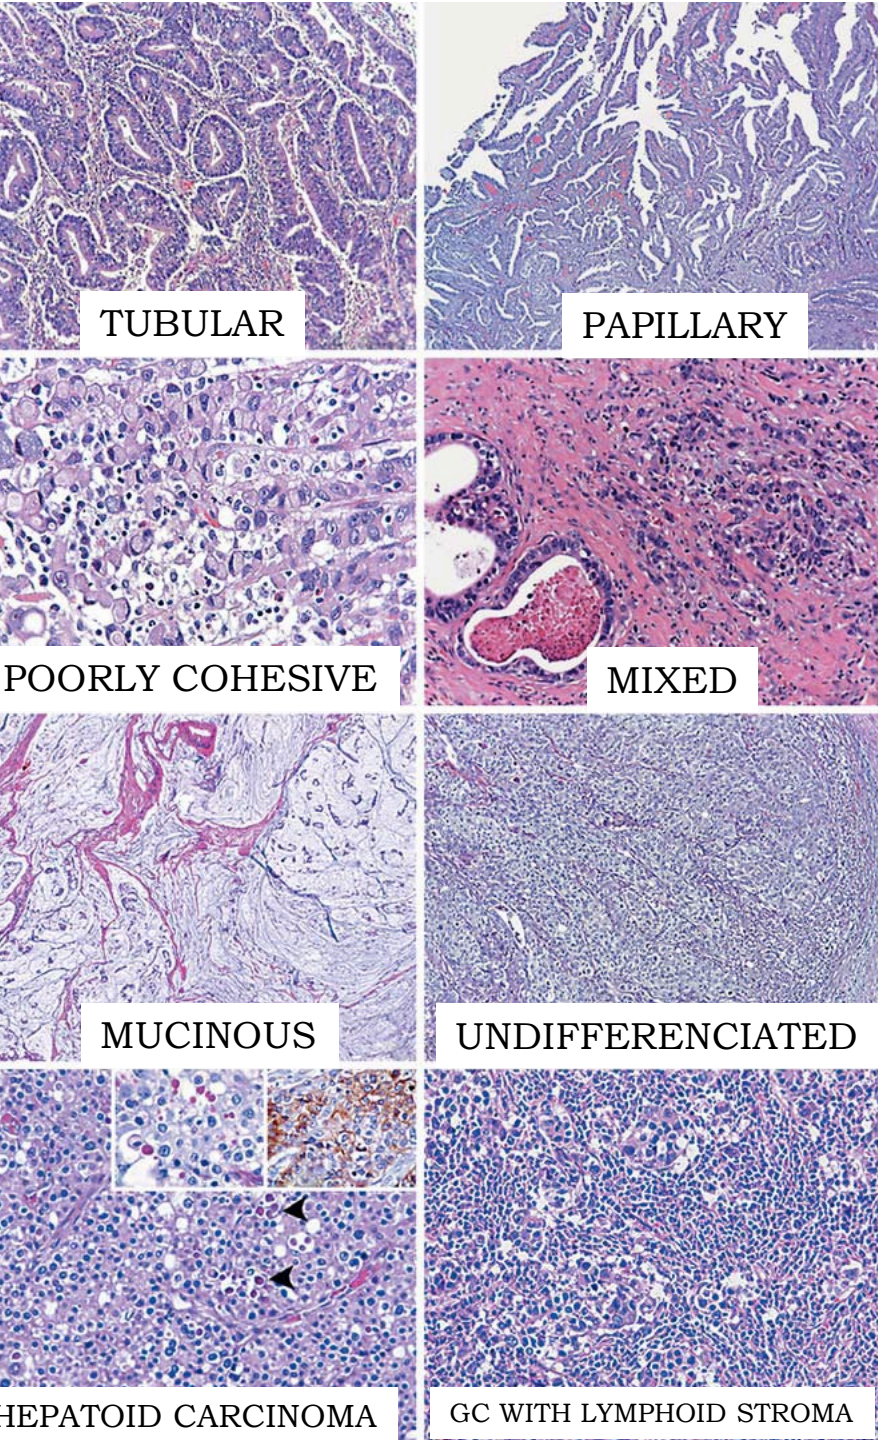 TUBULAR
PAPILLARY
POORLY COHESIVE
MIXED
MUCINOUS
UNDIFFERENCIATED
HEPATOID CARCINOMA
GC WITH LYMPHOID STROMA